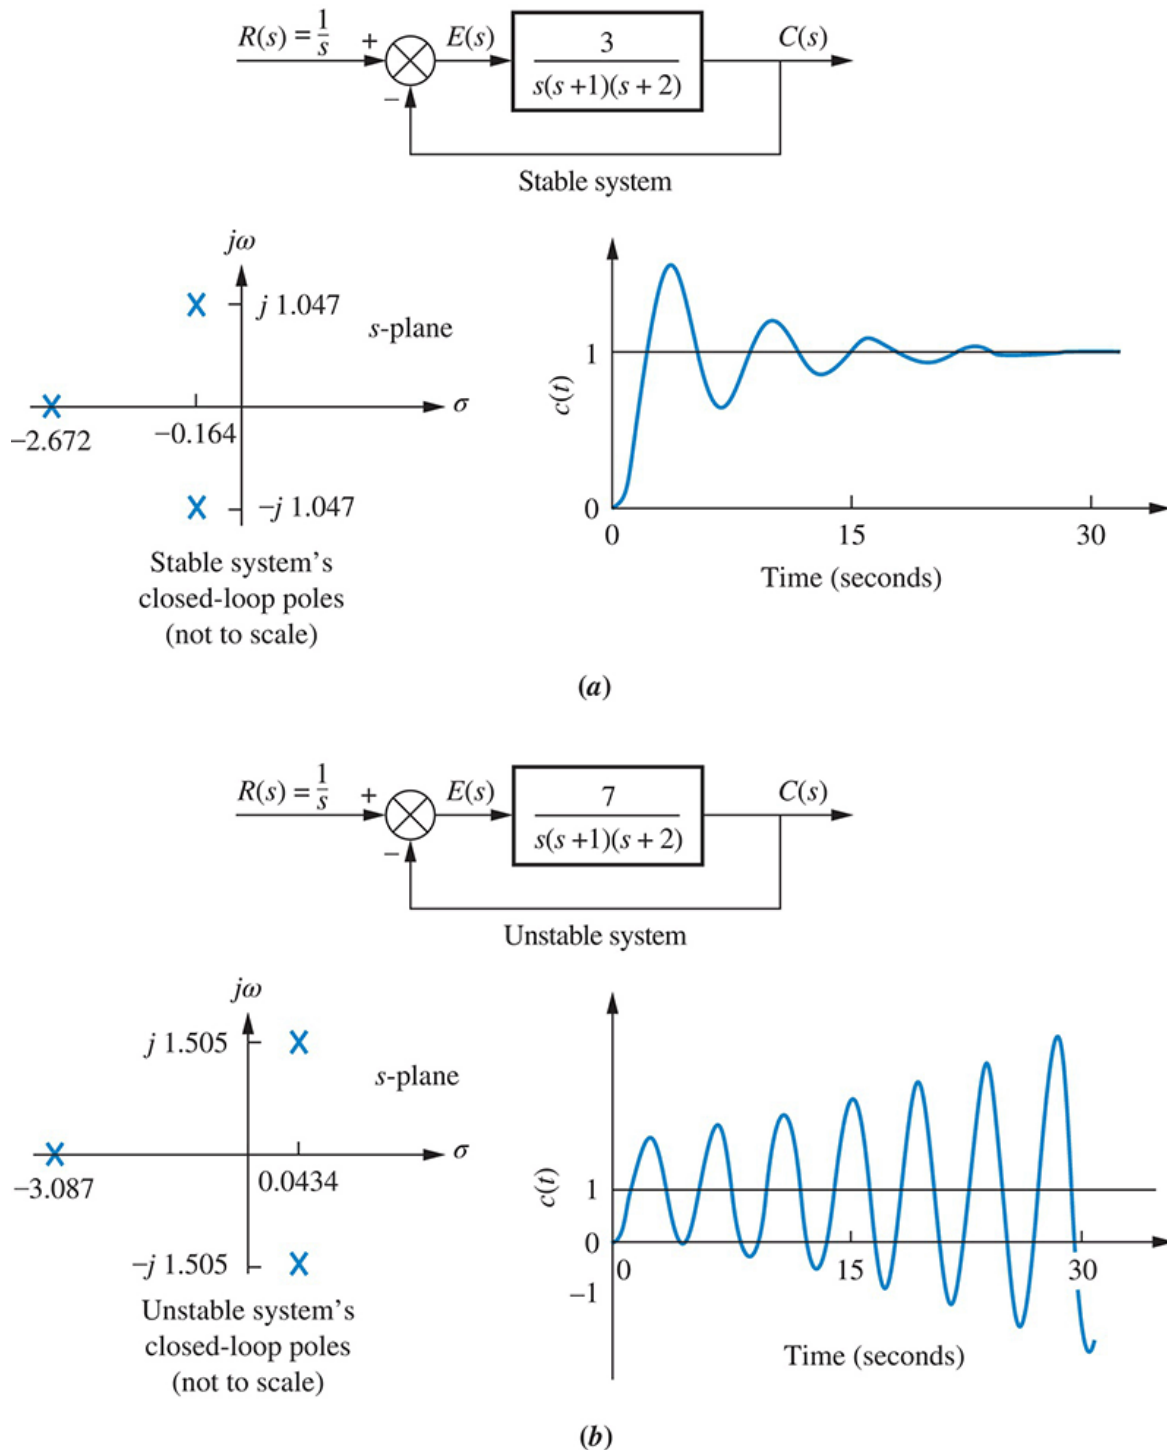 R(s) = 1/s + E(s) 3/s(s +1)(s + 2) C(s)
−
Stable system
jω
j 1.047
s-plane
σ
−2.672 −0.164
−j 1.047
Stable system’s
closed-loop poles
(not to scale)
c(t)
1
0
0 15 30
Time (seconds)
(a)
R(s) = 1/s + E(s) 7/s(s +1)(s + 2) C(s)
−
Unstable system
jω
j 1.505
s-plane
σ
−3.087 0.0434
−j 1.505
Unstable system’s
closed-loop poles
(not to scale)
c(t)
1
0
0 15 30
−1
Time (seconds)
(b)